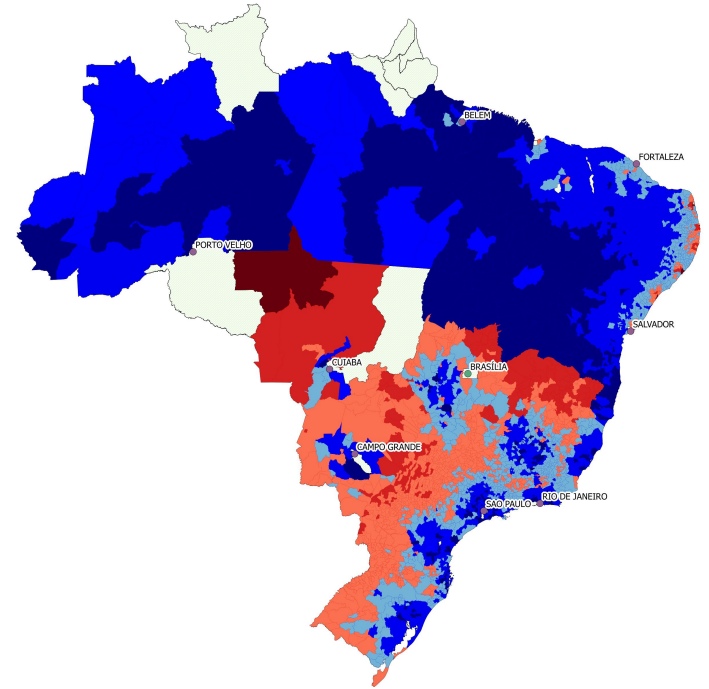 BELEM
FORTALEZA
PORTO VELHO
SALVADOR
CUIABA
BRASÍLIA
CAMPO GRANDE
RIO DE JANEIRO
SAO PAULO